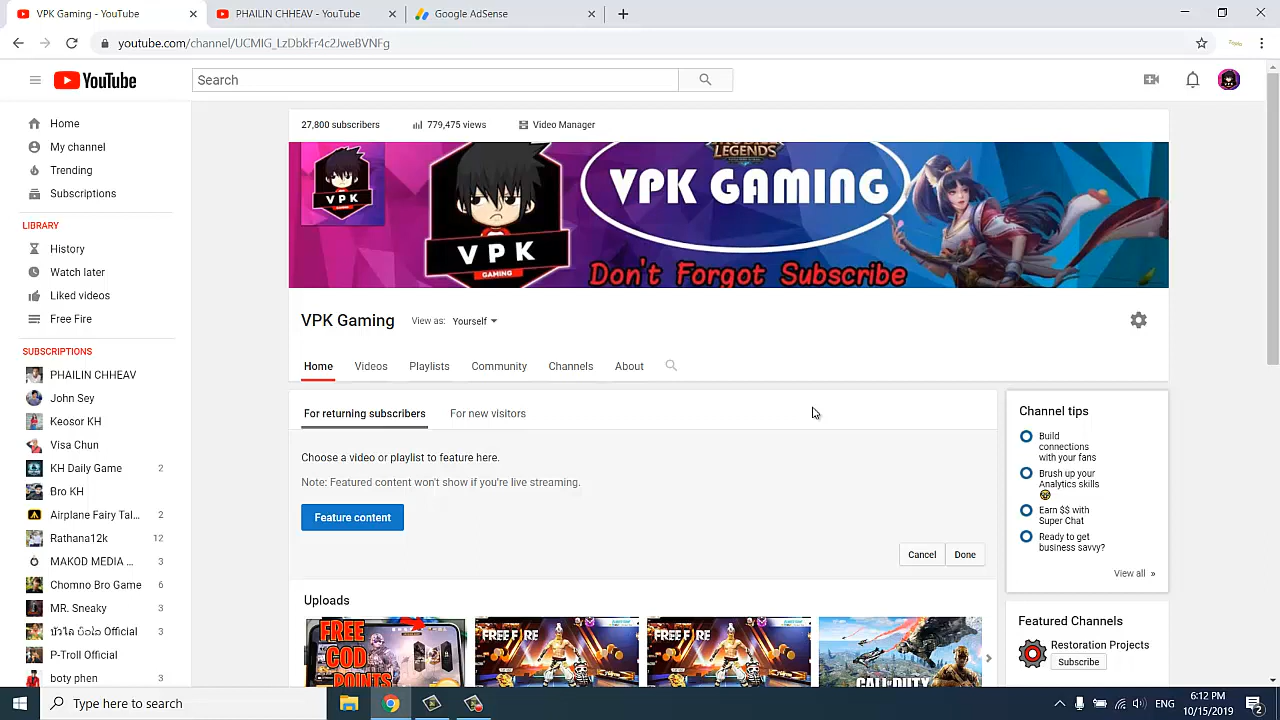 VPK Gaming - YouTube
PHAILIN CHHEAV - YouTube
Google AdSense
youtube.com/channel/UCMIG_LzDbkFr4c2JweBVNFg
YouTube
Search
Home
My channel
Trending
Subscriptions
LIBRARY
History
Watch later
Liked videos
Free Fire
SUBSCRIPTIONS
PHAILIN CHHEAV
John Sey
Keosor KH
Visa Chun
KH Daily Game 2
Bro KH
Airplane Fairy Tal... 2
Rathana12k 12
MAKOD MEDIA ... 3
Chomno Bro Game 6
MR. Sneaky 3
Official 3
P-Troll Official
boty phen 3
27,800 subscribers
779,475 views
Video Manager
LEGENDS
VPK
VPK
GAMING
VPK GAMING
Don't Forgot Subscribe
VPK Gaming
View as: Yourself
Home
Videos
Playlists
Community
Channels
About
For returning subscribers
For new visitors
Choose a video or playlist to feature here.
Note: Featured content won't show if you're live streaming.
Feature content
Cancel
Done
Uploads
FREE
COD
POINTS
FREE FIRE
FREE FIRE
CALL OF DUTY
Channel tips
Build
connections
with your fans
Brush up your
Analytics skills
Earn $$ with
Super Chat
Ready to get
business savvy?
View all »
Featured Channels
Restoration Projects
Subscribe
Type here to search
ENG
6:12 PM
10/15/2019
2